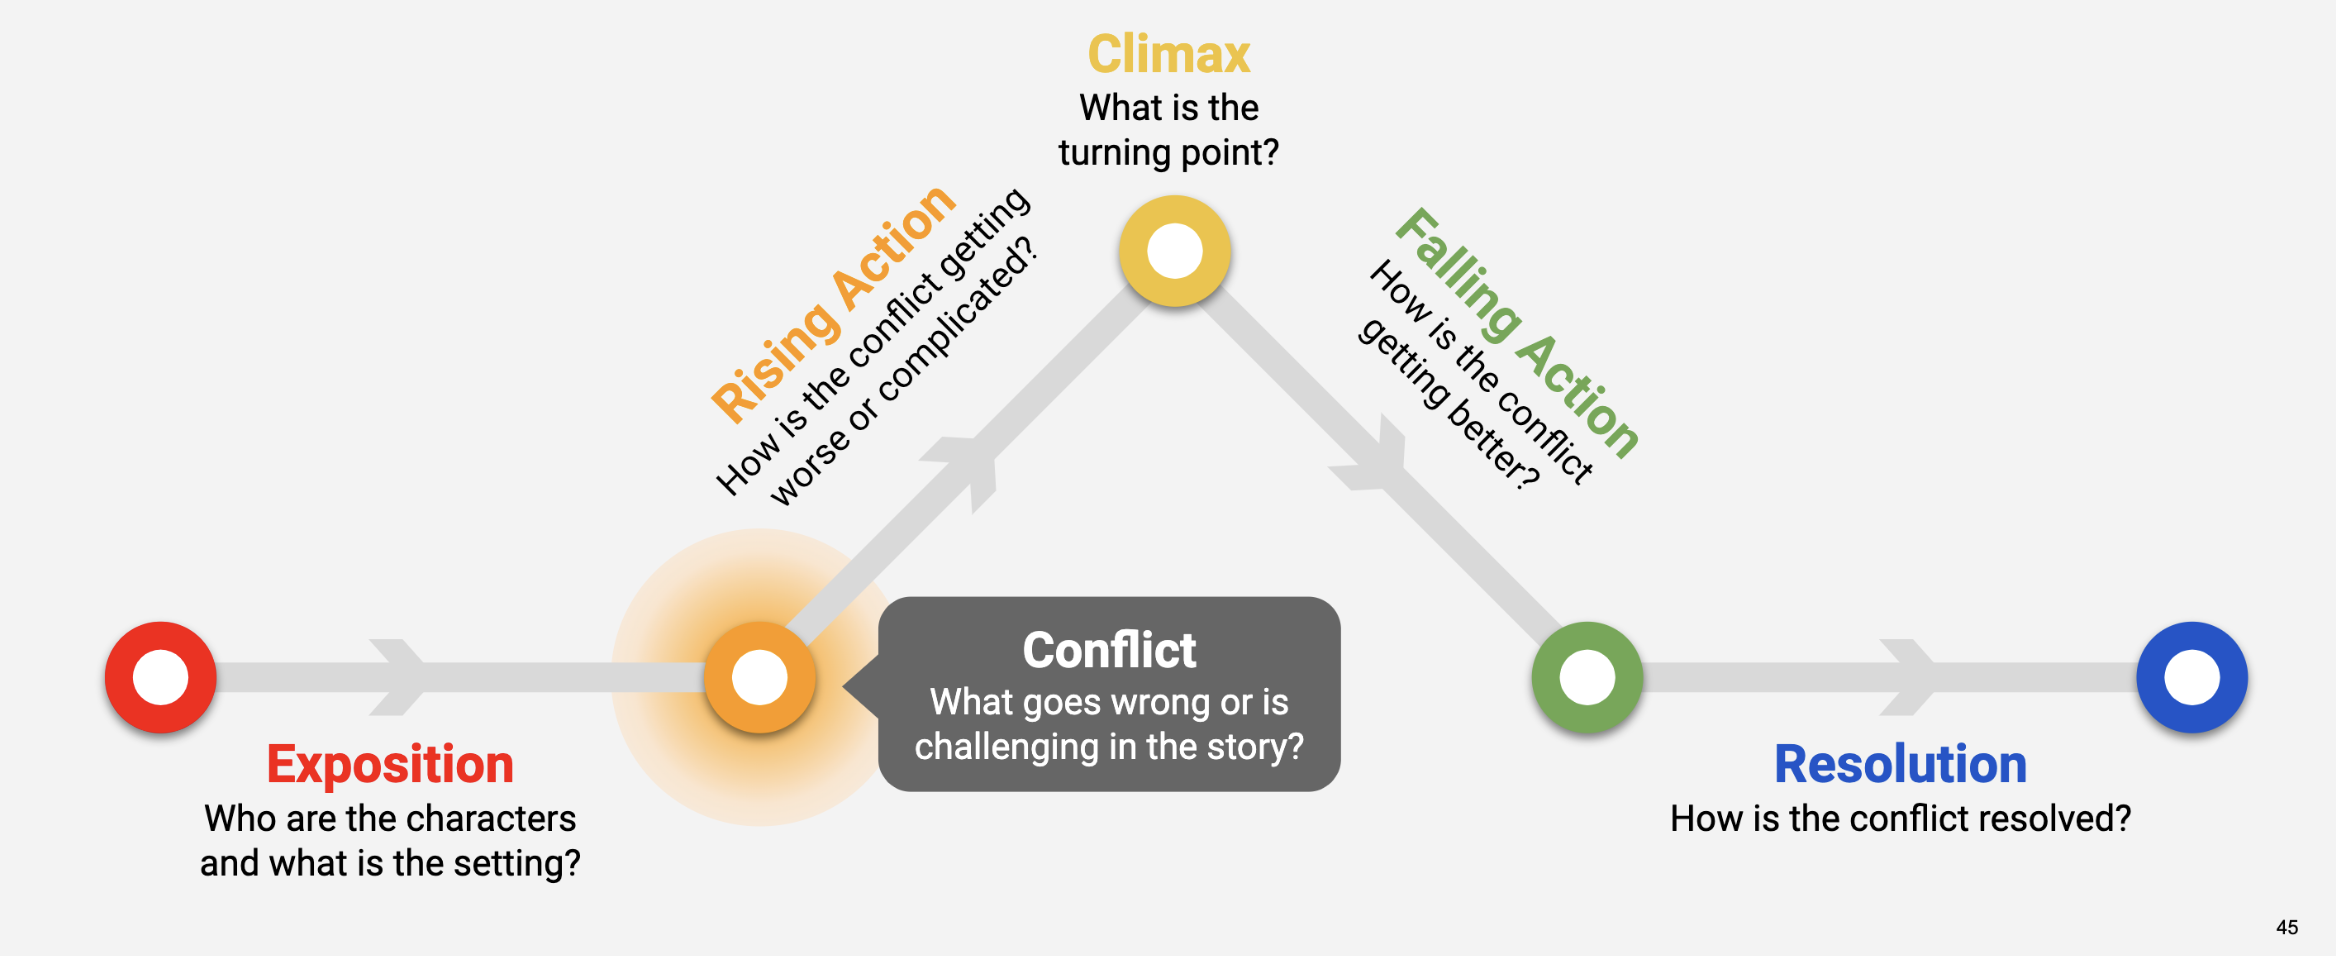 Climax
What is the
turning point?
Rising Action
How is the conflict getting
worse or complicated?
Fallling Action
How is the conflict
getting better?
Conflict
What goes wrong or is
challenging in the story?
Exposition
Who are the characters
and what is the setting?
Resolution
How is the conflict resolved?
45